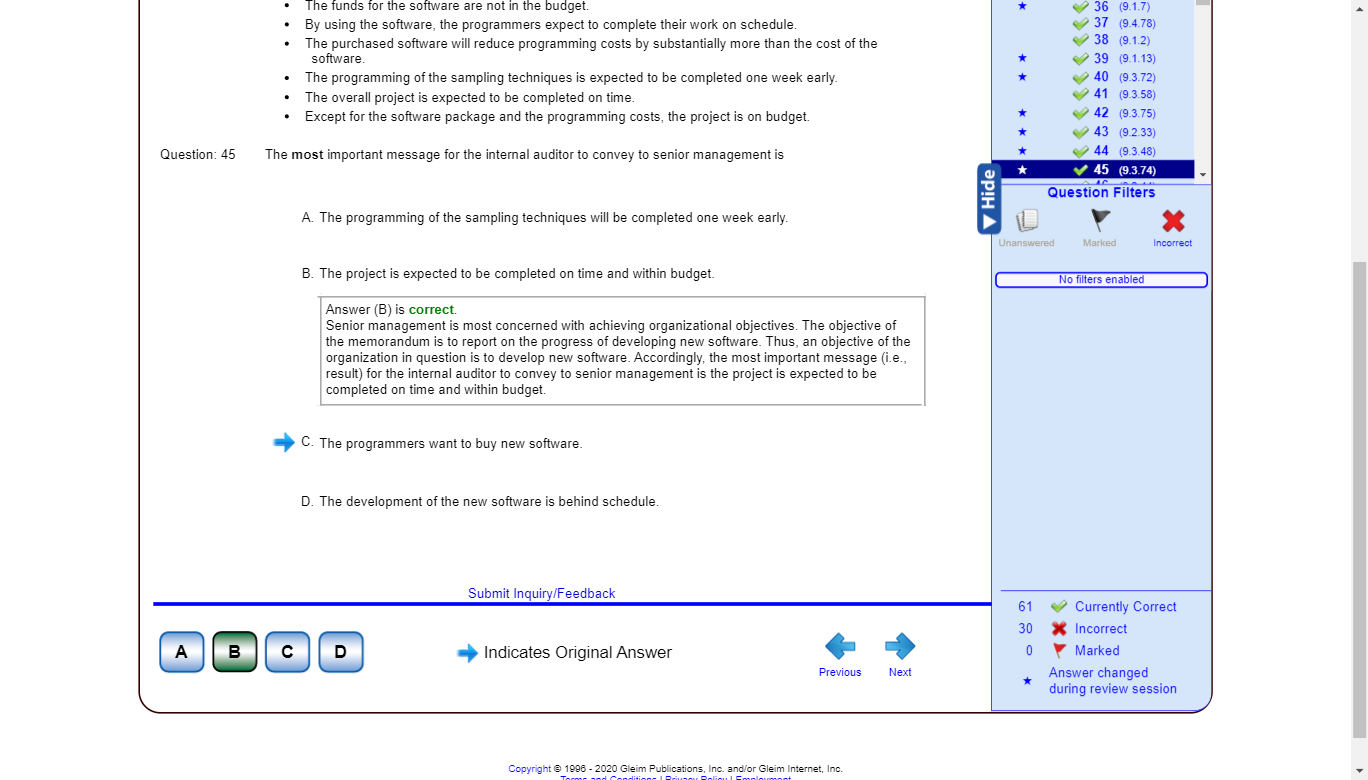 • The funds for the software are not in the budget.
• By using the software, the programmers expect to complete their work on schedule.
• The purchased software will reduce programming costs by substantially more than the cost of the
software.
• The programming of the sampling techniques is expected to be completed one week early.
• The overall project is expected to be completed on time.
• Except for the software package and the programming costs, the project is on budget.
Question: 45 The most important message for the internal auditor to convey to senior management is
A. The programming of the sampling techniques will be completed one week early.
B. The project is expected to be completed on time and within budget.
Answer (B) is correct.
Senior management is most concerned with achieving organizational objectives. The objective of
the memorandum is to report on the progress of developing new software. Thus, an objective of the
organization in question is to develop new software. Accordingly, the most important message (i.e.,
result) for the internal auditor to convey to senior management is the project is expected to be
completed on time and within budget.
C. The programmers want to buy new software.
D. The development of the new software is behind schedule.
Submit Inquiry/Feedback
A B C D
Indicates Original Answer
Previous Next
36 (9.1.7)
37 (9.4.78)
38 (9.1.2)
39 (9.1.13)
40 (9.3.72)
41 (9.3.58)
42 (9.3.75)
43 (9.2.33)
44 (9.3.48)
45 (9.3.74)
Hide
Question Filters
Unanswered Marked Incorrect
No filters enabled
61 Currently Correct
30 Incorrect
0 Marked
Answer changed
during review session
Copyright © 1996 - 2020 Gleim Publications, Inc. and/or Gleim Internet, Inc.
Terms and Conditions | Privacy Policy | Employment